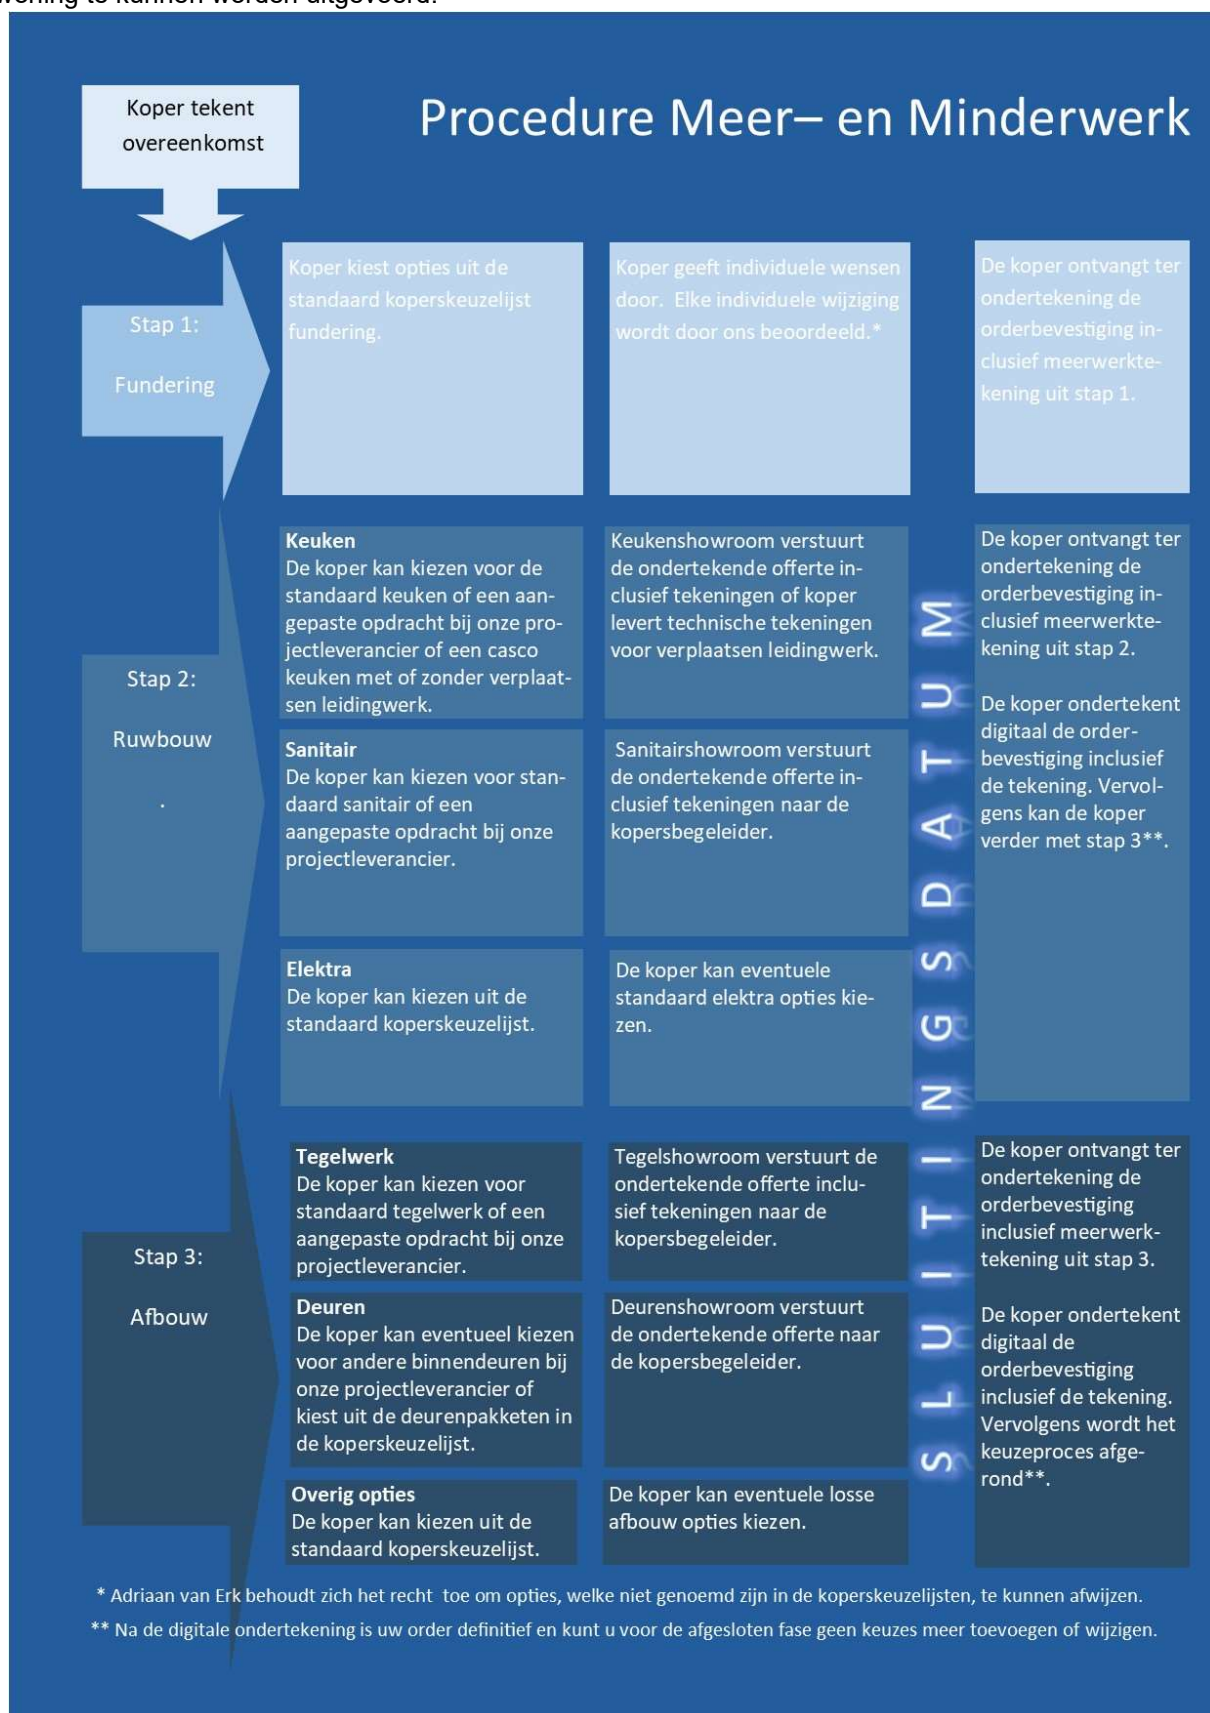 woning te kunnen worden uitgevoerd.
Koper tekent
overeenkomst
Procedure Meer– en Minderwerk
Stap 1:
Fundering
Koper kiest opties uit de
standaard koperskeuzelijst
fundering.
Koper geeft individuele wensen
door. Elke individuele wijziging
wordt door ons beoordeeld.*
De koper ontvangt ter
ondertekening de
orderbevestiging in-
clusief meerwerkte-
kening uit stap 1.
Stap 2:
Ruwbouw
.
Keuken
De koper kan kiezen voor de
standaard keuken of een aan-
gepaste opdracht bij onze pro-
jectleverancier of een casco
keuken met of zonder verplaat-
sen leidingwerk.
Keukenshowroom verstuurt
de ondertekende offerte in-
clusief tekeningen of koper
levert technische tekeningen
voor verplaatsen leidingwerk.
Sanitair
De koper kan kiezen voor stan-
daard sanitair of een
aangepaste opdracht bij onze
projectleverancier.
Sanitairshowroom verstuurt
de ondertekende offerte in-
clusief tekeningen naar de
kopersbegeleider.
Elektra
De koper kan kiezen uit de
standaard koperskeuzelijst.
De koper kan eventuele
standaard elektra opties kie-
zen.
De koper ontvangt ter
ondertekening de
orderbevestiging in-
clusief meerwerkte-
kening uit stap 2.
De koper ondertekent
digitaal de order-
bevestiging inclusief
de tekening. Vervol-
gens kan de koper
verder met stap 3**.
SLUITINGSDATUM
Stap 3:
Afbouw
Tegelwerk
De koper kan kiezen voor
standaard tegelwerk of een
aangepaste opdracht bij onze
projectleverancier.
Tegelshowroom verstuurt de
ondertekende offerte inclu-
sief tekeningen naar de
kopersbegeleider.
Deuren
De koper kan eventueel kiezen
voor andere binnendeuren bij
onze projectleverancier of
kiest uit de deurenpakketen in
de koperskeuzelijst.
Deurenshowroom verstuurt
de ondertekende offerte naar
de kopersbegeleider.
Overig opties
De koper kan kiezen uit de
standaard koperskeuzelijst.
De koper kan eventuele losse
afbouw opties kiezen.
De koper ontvangt ter
ondertekening de
orderbevestiging
inclusief meerwerk-
tekening uit stap 3.
De koper ondertekent
digitaal de
orderbevestiging
inclusief de tekening.
Vervolgens wordt het
keuzeproces afge-
rond**.
* Adriaan van Erk behoudt zich het recht toe om opties, welke niet genoemd zijn in de koperskeuzelijsten, te kunnen afwijzen.
** Na de digitale ondertekening is uw order definitief en kunt u voor de afgesloten fase geen keuzes meer toevoegen of wijzigen.